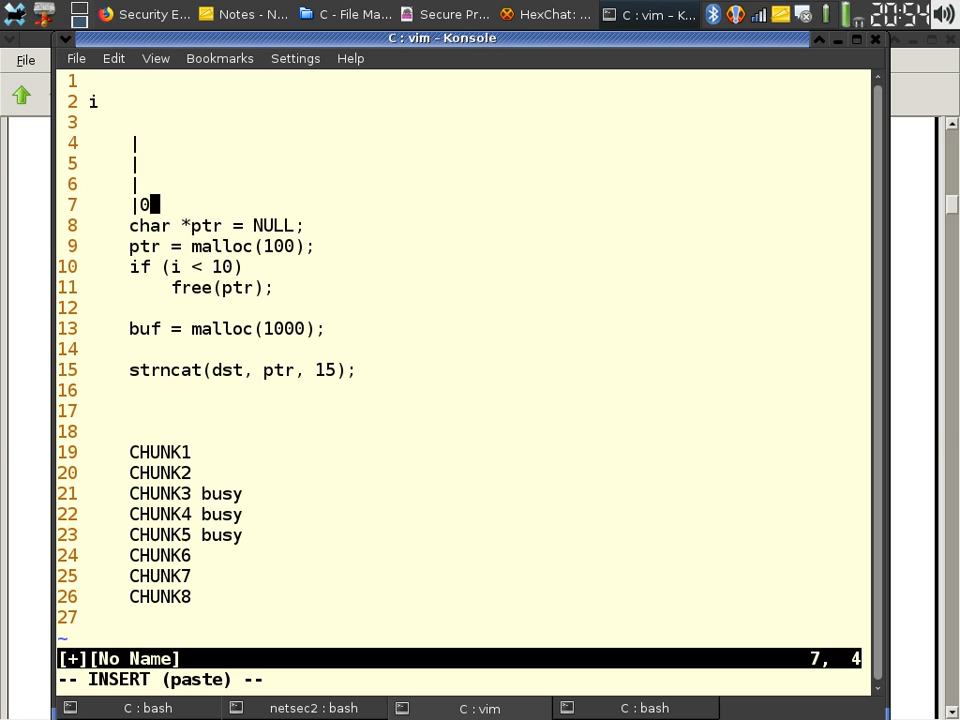 Security E... Notes - N... C - File Ma... Secure Pr... HexChat: ... C : vim – K... 20:54
C : vim – Konsole
File
File Edit View Bookmarks Settings Help
1
2 i
3
4 |
5 |
6 |
7 |0
8 char *ptr = NULL;
9 ptr = malloc(100);
10 if (i < 10)
11 free(ptr);
12
13 buf = malloc(1000);
14
15 strncat(dst, ptr, 15);
16
17
18
19 CHUNK1
20 CHUNK2
21 CHUNK3 busy
22 CHUNK4 busy
23 CHUNK5 busy
24 CHUNK6
25 CHUNK7
26 CHUNK8
27
~
[+][No Name] 7, 4
-- INSERT (paste) --
C : bash netsec2 : bash C : vim C : bash